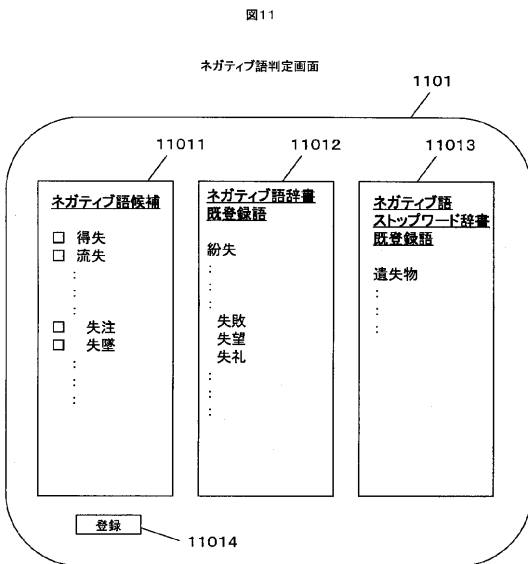 図11
ネガティブ語判定画面
1101
11011
11012
11013
ネガティブ語候補
□ 得失
□ 流失
:
:
:
□ 失注
□ 失墜
:
:
:
ネガティブ語辞書
既登録語
紛失
:
:
:
失敗
失望
失礼
:
:
:
ネガティブ語
ストップワード辞書
既登録語
遺失物
:
:
:
登録
11014